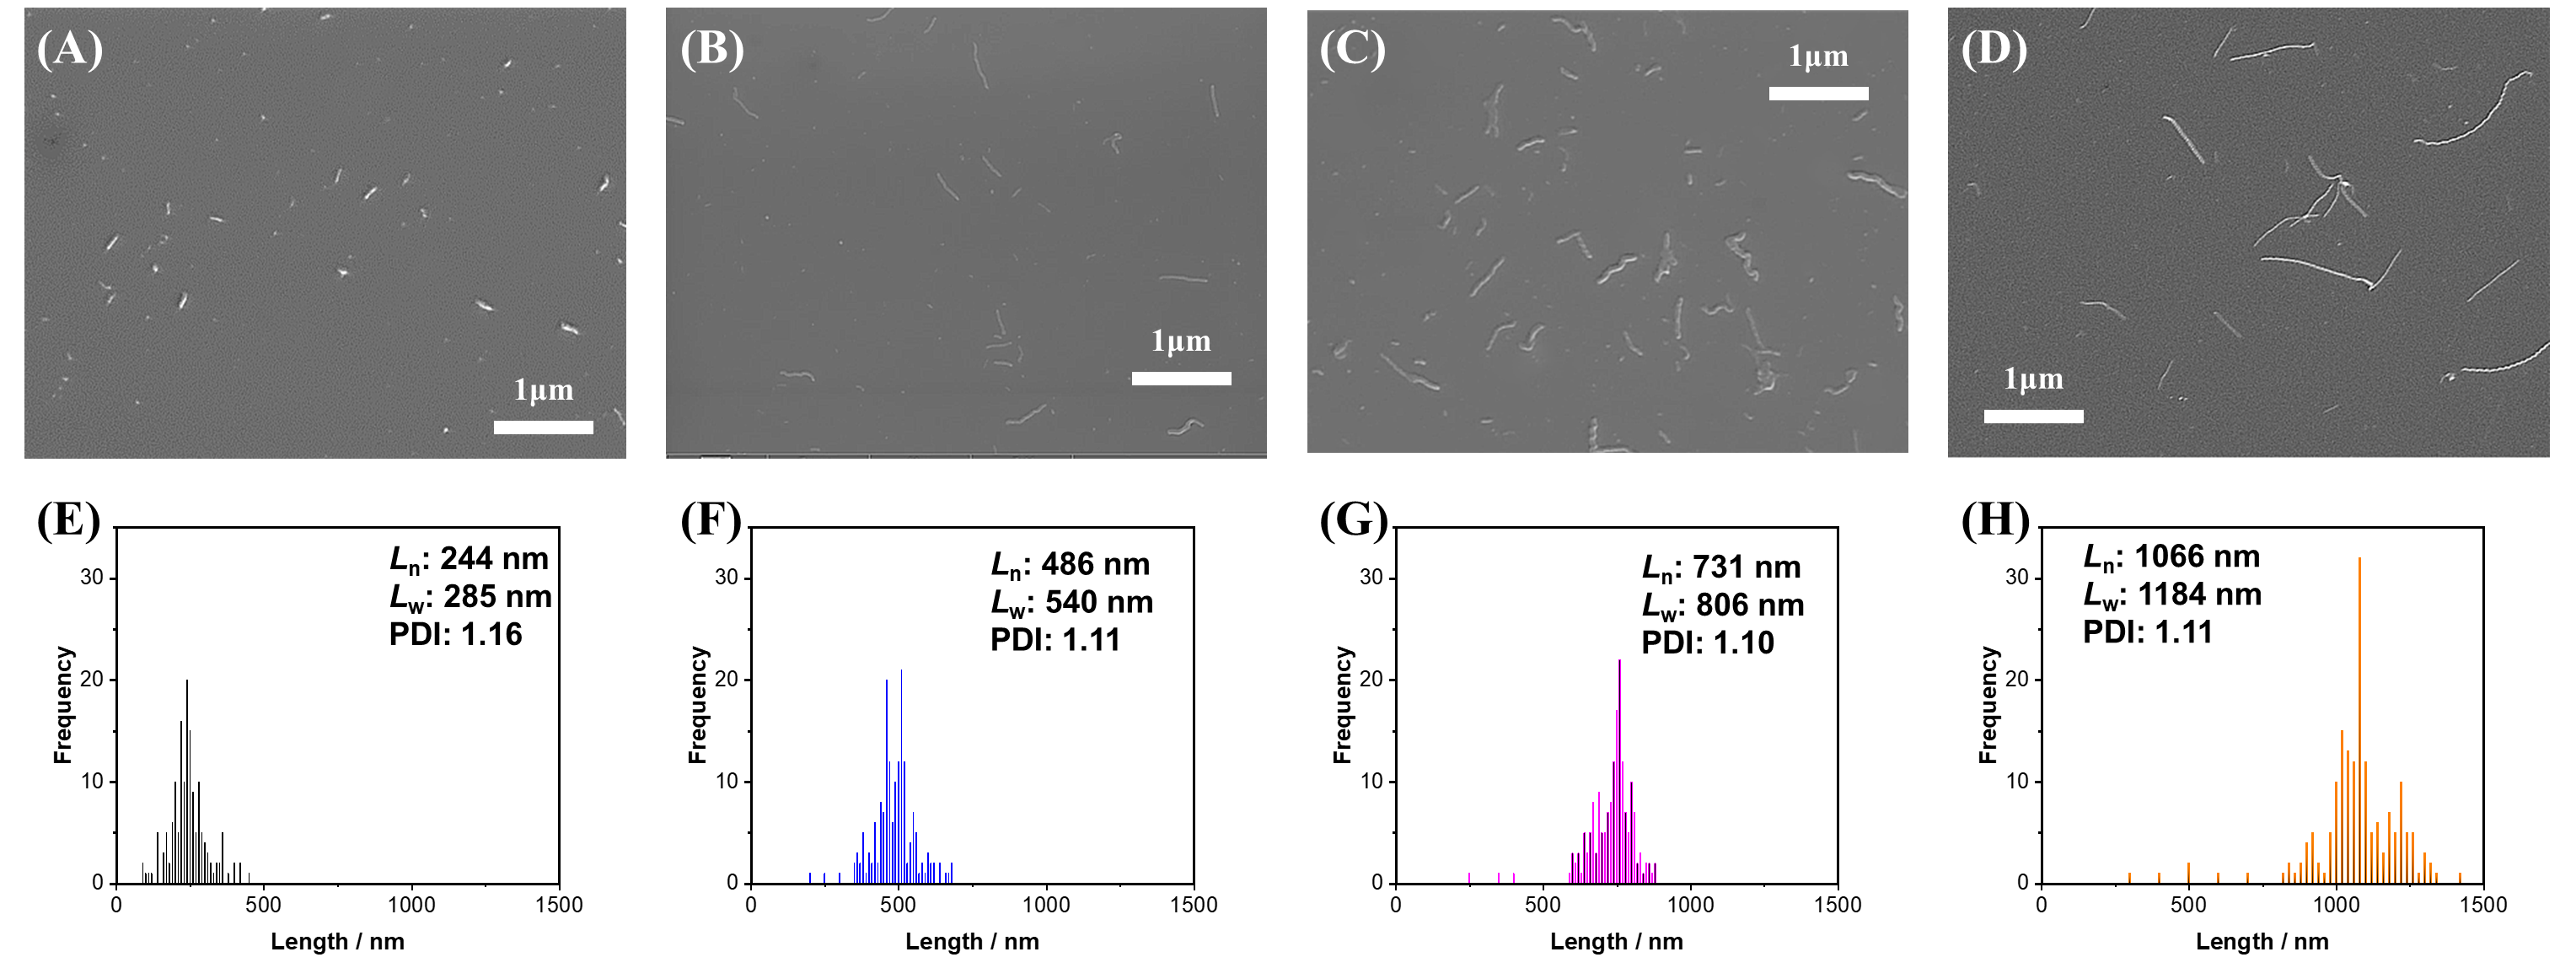 (A)
1μm
(B)
1μm
(C)
1μm
(D)
1μm
(E)
Ln: 244 nm
Lw: 285 nm
PDI: 1.16
Frequency
30
20
10
0
0 500 1000 1500
Length / nm
(F)
Ln: 486 nm
Lw: 540 nm
PDI: 1.11
Frequency
30
20
10
0
0 500 1000 1500
Length / nm
(G)
Ln: 731 nm
Lw: 806 nm
PDI: 1.10
Frequency
30
20
10
0
0 500 1000 1500
Length / nm
(H)
Ln: 1066 nm
Lw: 1184 nm
PDI: 1.11
Frequency
30
20
10
0
0 500 1000 1500
Length / nm